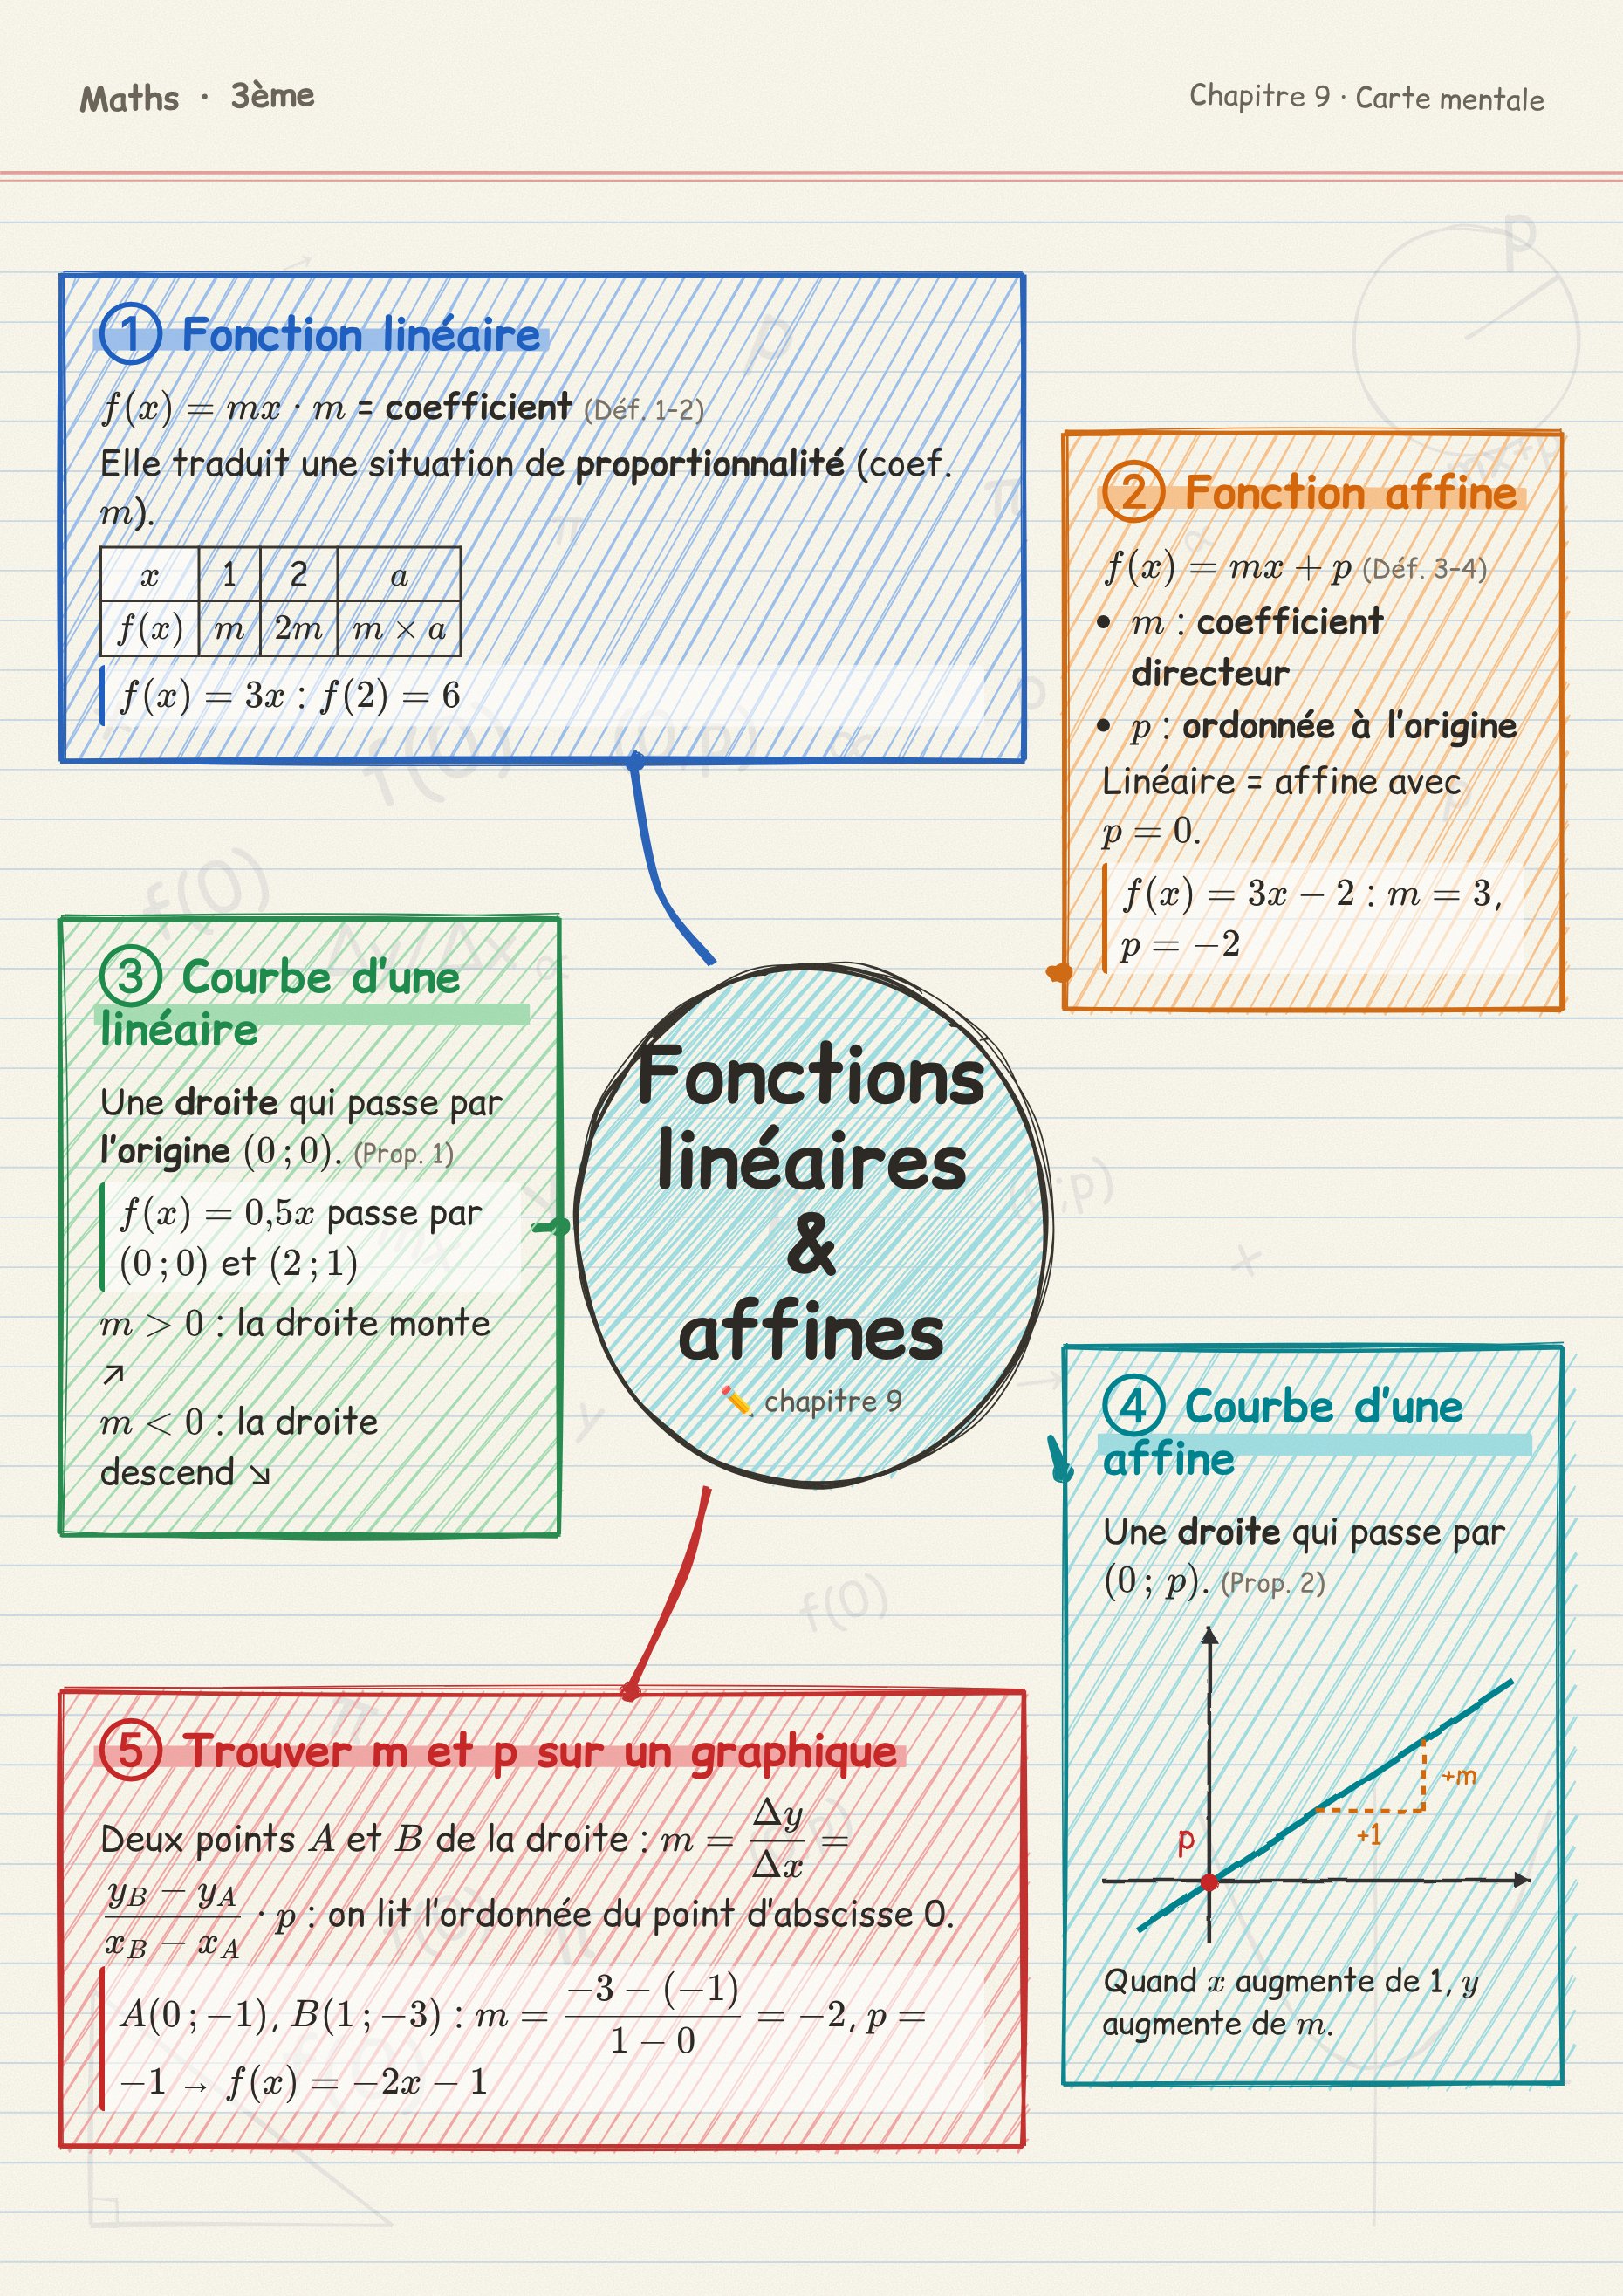 Maths · 3ème
Chapitre 9 · Carte mentale
① Fonction linéaire
f(x) = mx · m = coefficient (Déf. 1-2)
Elle traduit une situation de proportionnalité (coef.
m).
x 1 2 a
f(x) m 2m m × a
f(x) = 3x : f(2) = 6
② Fonction affine
f(x) = mx + p (Déf. 3-4)
• m : coefficient
directeur
• p : ordonnée à l'origine
Linéaire = affine avec
p = 0.
f(x) = 3x − 2 : m = 3,
p = −2
③ Courbe d'une
linéaire
Une droite qui passe par
l'origine (0 ; 0). (Prop. 1)
f(x) = 0,5x passe par
(0 ; 0) et (2 ; 1)
m > 0 : la droite monte
↗
m < 0 : la droite
descend ↘
Fonctions
linéaires
&
affines
✏️ chapitre 9
④ Courbe d'une
affine
Une droite qui passe par
(0 ; p). (Prop. 2)
+m
+1
p
Quand x augmente de 1, y
augmente de m.
⑤ Trouver m et p sur un graphique
Deux points A et B de la droite : m = Δy/Δx =
(y_B − y_A)/(x_B − x_A) · p : on lit l'ordonnée du point d'abscisse 0.
A(0 ; −1), B(1 ; −3) : m = (−3 − (−1))/(1 − 0) = −2, p =
−1 → f(x) = −2x − 1